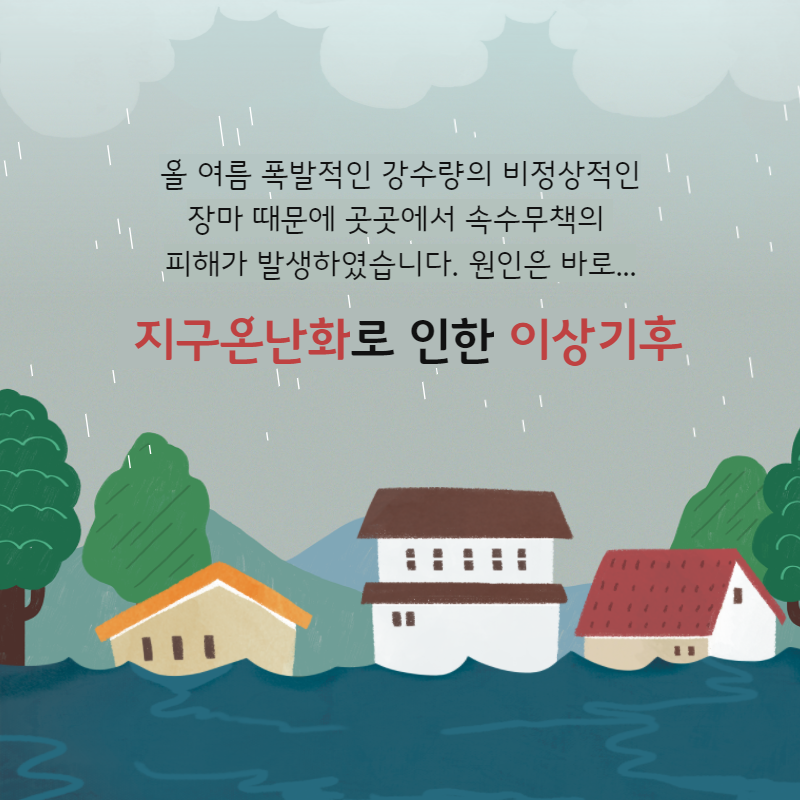 올 여름 폭발적인 강수량의 비정상적인
장마 때문에 곳곳에서 속수무책의
피해가 발생하였습니다. 원인은 바로...
지구온난화로 인한 이상기후